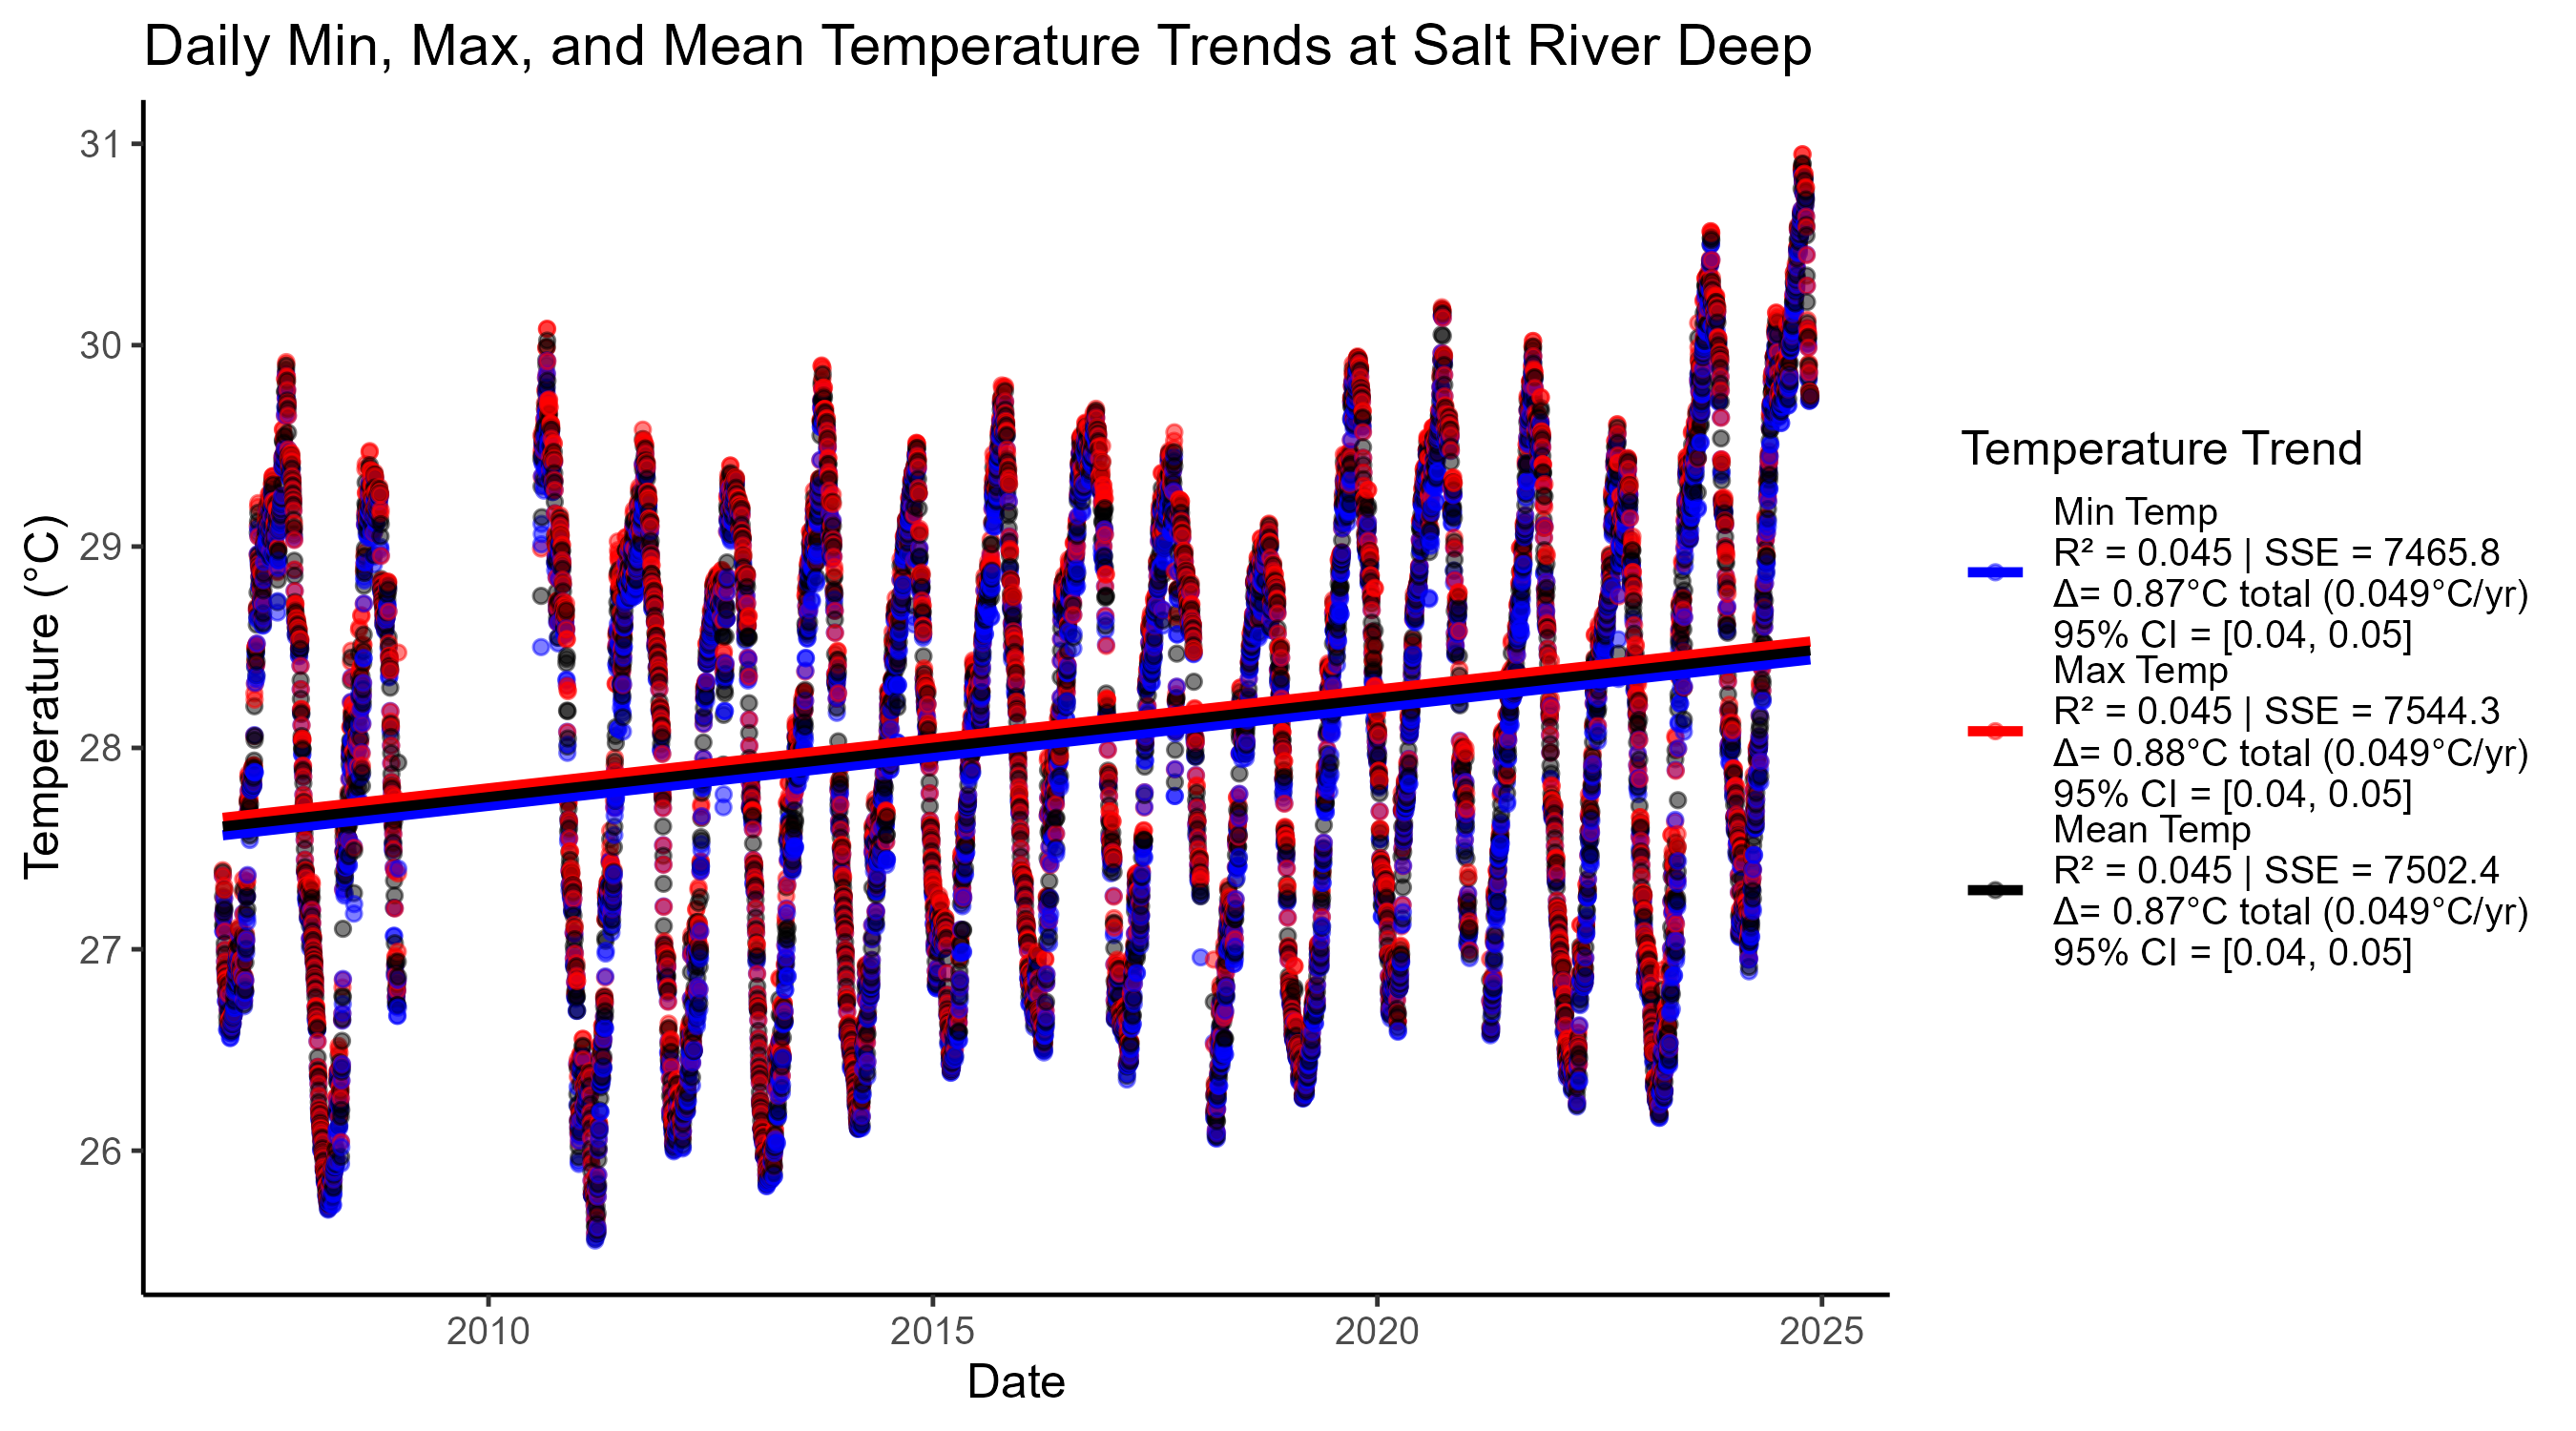 Daily Min, Max, and Mean Temperature Trends at Salt River Deep
31
30
29
28
27
26
Temperature (°C)
2010
2015
2020
2025
Date
Temperature Trend
Min Temp
R² = 0.045 | SSE = 7465.8
Δ= 0.87°C total (0.049°C/yr)
95% CI = [0.04, 0.05]
Max Temp
R² = 0.045 | SSE = 7544.3
Δ= 0.88°C total (0.049°C/yr)
95% CI = [0.04, 0.05]
Mean Temp
R² = 0.045 | SSE = 7502.4
Δ= 0.87°C total (0.049°C/yr)
95% CI = [0.04, 0.05]